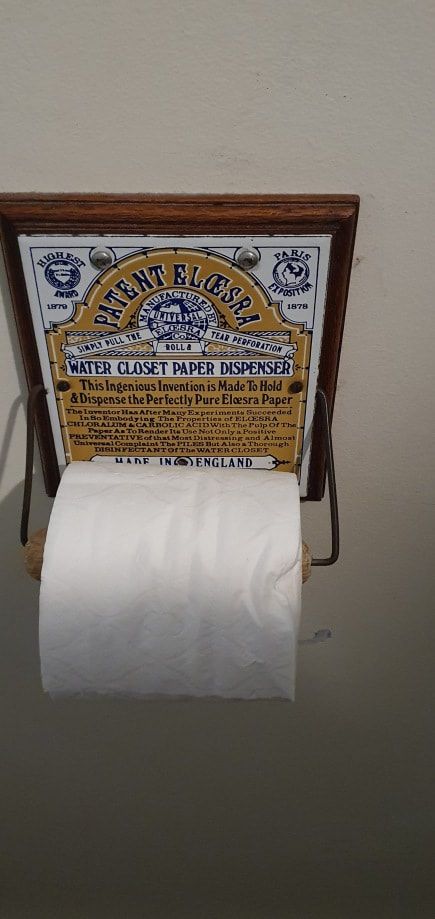 HIGHEST AWARD
1879
PARIS EXPOSITION
1878
PATENT ELŒSRA
MANUFACTURED BY
UNIVERSAL
ELŒSRA
Co
SIMPLY PULL THE ROLL & TEAR PERFORATION
WATER CLOSET PAPER DISPENSER
This Ingenious Invention is Made To Hold
& Dispense the Perfectly Pure Elœsra Paper
The Inventor Has After Many Experiments Succeeded
In So Embodying The Properties of ELŒSRA
CHLORALUM & CARBOLIC ACID With The Pulp Of The
Paper As To Render Its Use Not Only a Positive
PREVENTATIVE of that Most Distressing and Almost
Universal Complaint The PILES But Also a Thorough
DISINFECTANT Of The WATER CLOSET
MADE IN ENGLAND